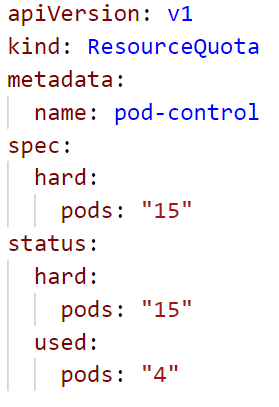 apiVersion: v1
kind: ResourceQuota
metadata:
  name: pod-control
spec:
  hard:
    pods: "15"
status:
  hard:
    pods: "15"
  used:
    pods: "4"